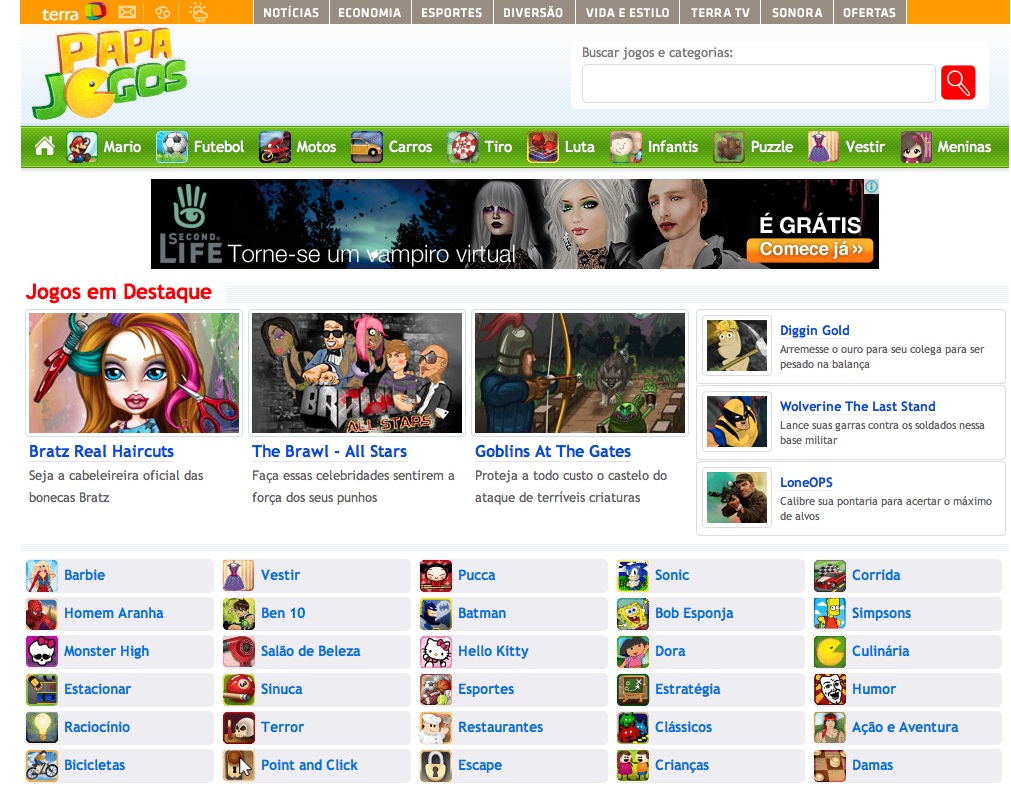 terra
NOTÍCIAS
ECONOMIA
ESPORTES
DIVERSÃO
VIDA E ESTILO
TERRA TV
SONORA
OFERTAS
PAPA
JOGOS
Buscar jogos e categorias:
Mario
Futebol
Motos
Carros
Tiro
Luta
Infantis
Puzzle
Vestir
Meninas
SECOND
LIFE
Torne-se um vampiro virtual
É GRÁTIS
Comece já »
Jogos em Destaque
BRAWL
ALL STARS
Bratz Real Haircuts
Seja a cabeleireira oficial das
bonecas Bratz
The Brawl - All Stars
Faça essas celebridades sentirem a
força dos seus punhos
Goblins At The Gates
Proteja a todo custo o castelo do
ataque de terríveis criaturas
Diggin Gold
Arremesse o ouro para seu colega para ser
pesado na balança
Wolverine The Last Stand
Lance suas garras contra os soldados nessa
base militar
LoneOPS
Calibre sua pontaria para acertar o máximo
de alvos
Barbie
Vestir
Pucca
Sonic
Corrida
Homem Aranha
Ben 10
Batman
Bob Esponja
Simpsons
Monster High
Salão de Beleza
Hello Kitty
Dora
Culinária
Estacionar
Sinuca
Esportes
Estratégia
Humor
Raciocínio
Terror
Restaurantes
Clássicos
Ação e Aventura
Bicicletas
Point and Click
Escape
Crianças
Damas